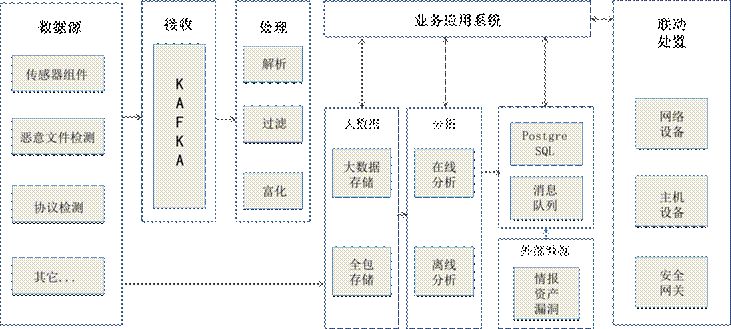 数据源
传感器组件
恶意文件检测
协议检测
其它...
接收
K
A
F
K
A
处理
解析
过滤
富化
业务应用系统
大数据
大数据
存储
全包
存储
分析
在线
分析
离线
分析
Postgre
SQL
消息
队列
外部数据
情报
资产
漏洞
联动
处置
网络
设备
主机
设备
安全
网关